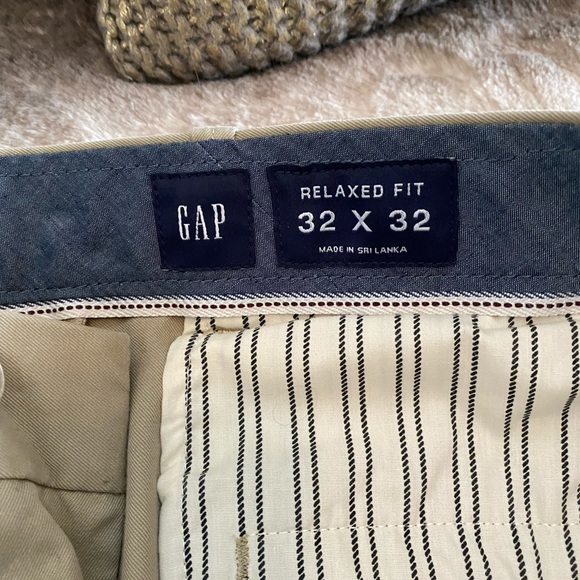 GAP
RELAXED FIT
32 X 32
MADE IN SRI LANKA